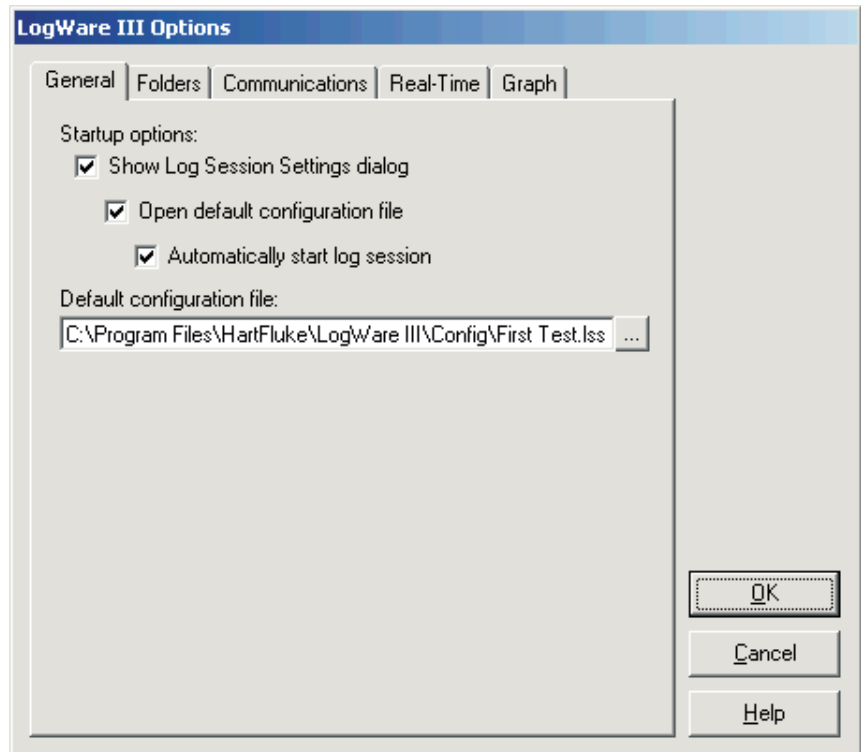 LogWare III Options
General Folders Communications Real-Time Graph
Startup options:
Show Log Session Settings dialog
Open default configuration file
Automatically start log session
Default configuration file:
C:\Program Files\HartFluke\LogWare III\Config\First Test.lss ...
OK
Cancel
Help